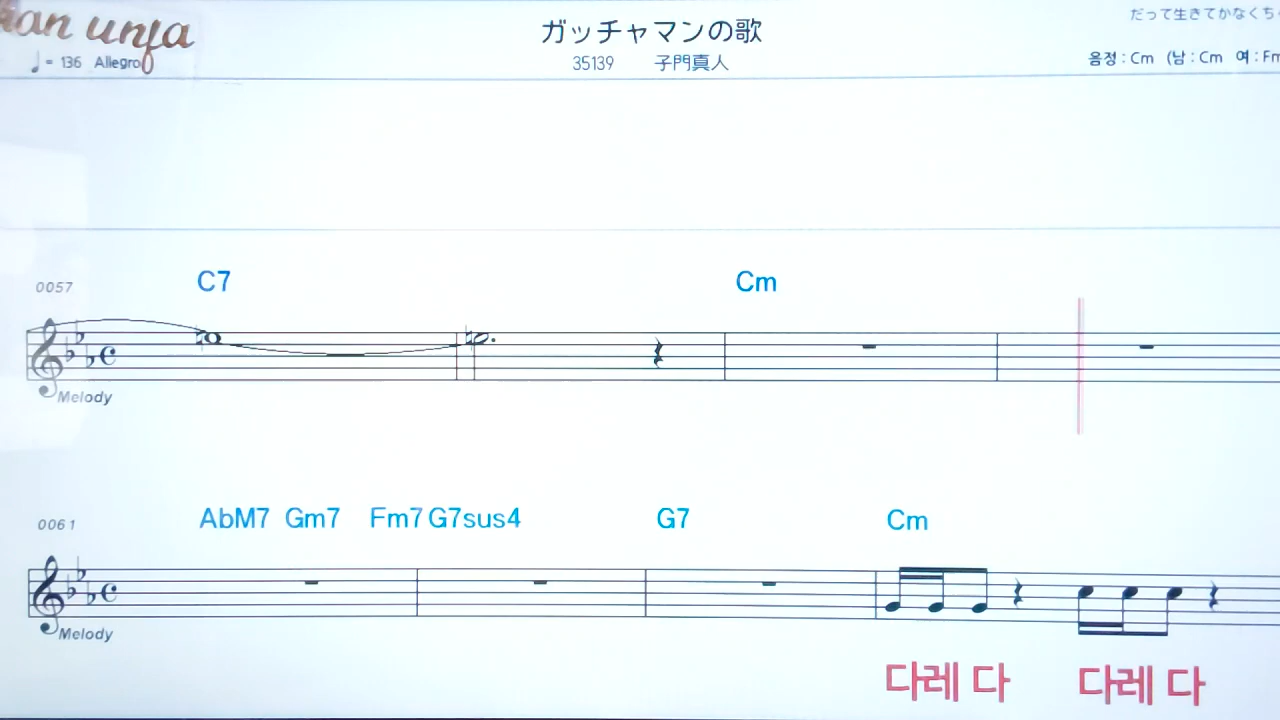 ガッチャマンの歌
だって生きてかなくち
♩= 136 Allegro
35139 子門真人
음정 : Cm (남 : Cm 여 : Fm
0057
C7 Cm
Melody
0061
AbM7 Gm7 Fm7 G7sus4 G7 Cm
Melody
다레 다 다레 다